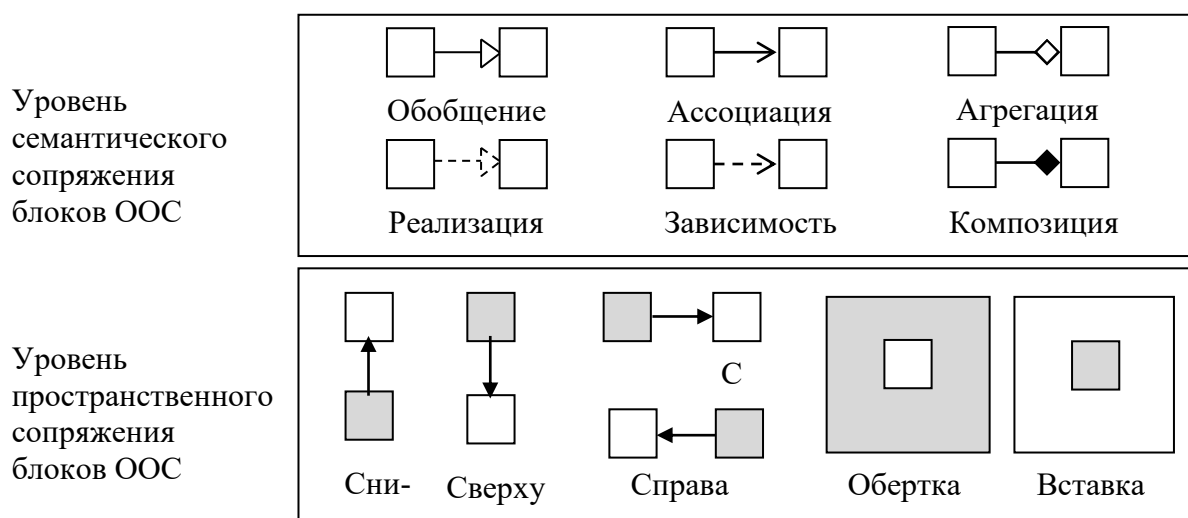 Уровень
семантического
сопряжения
блоков ООС
Обобщение
Ассоциация
Агрегация
Реализация
Зависимость
Композиция
Уровень
пространственного
сопряжения
блоков ООС
С
Сни-
Сверху
Справа
Обертка
Вставка